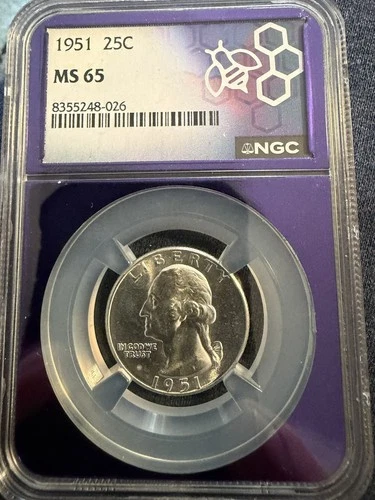 1951 25C
MS 65
8355248-026
NGC
LIBERTY
IN GOD WE
TRUST
1951